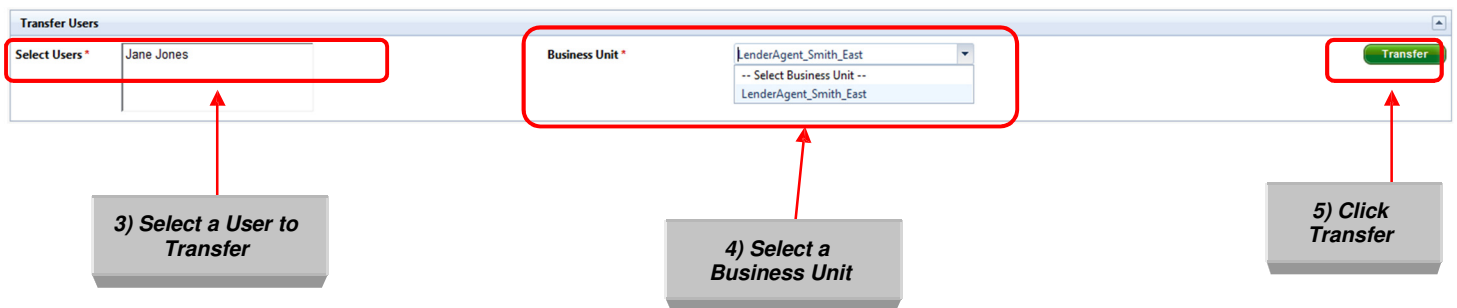 Transfer Users
Select Users * Jane Jones Business Unit * LenderAgent_Smith_East Transfer
-- Select Business Unit --
LenderAgent_Smith_East
3) Select a User to
Transfer
4) Select a
Business Unit
5) Click
Transfer